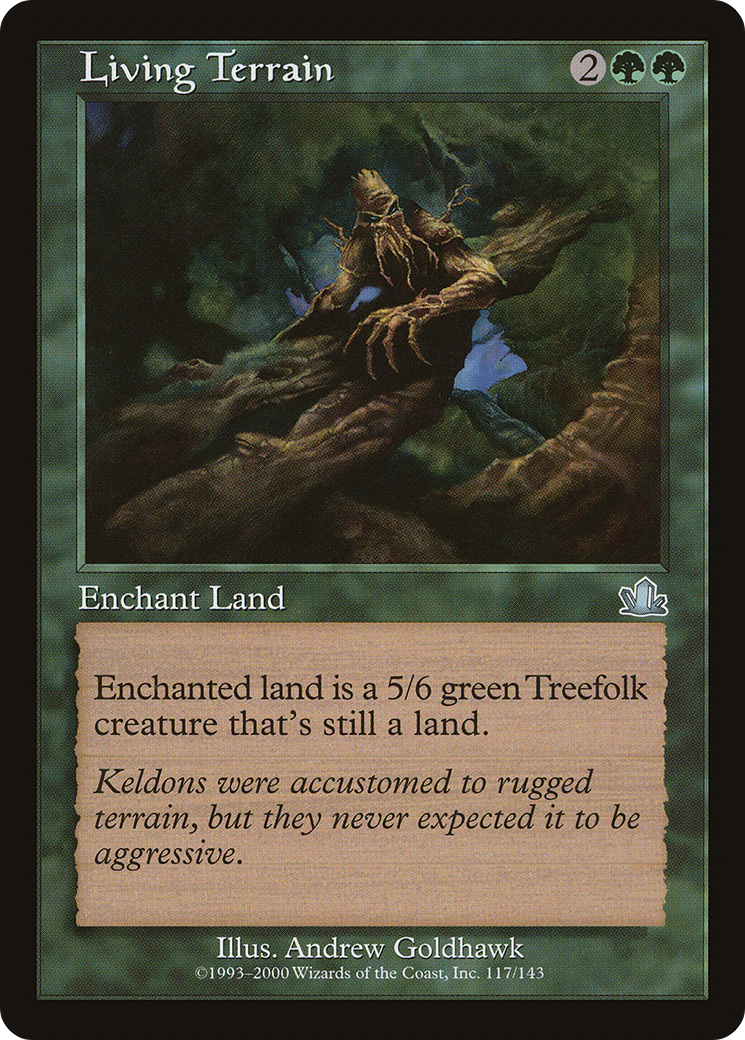 Living Terrain 2
Enchant Land
Enchanted land is a 5/6 green Treefolk
creature that's still a land.
Keldons were accustomed to rugged
terrain, but they never expected it to be
aggressive.
Illus. Andrew Goldhawk
©1993–2000 Wizards of the Coast, Inc. 117/143